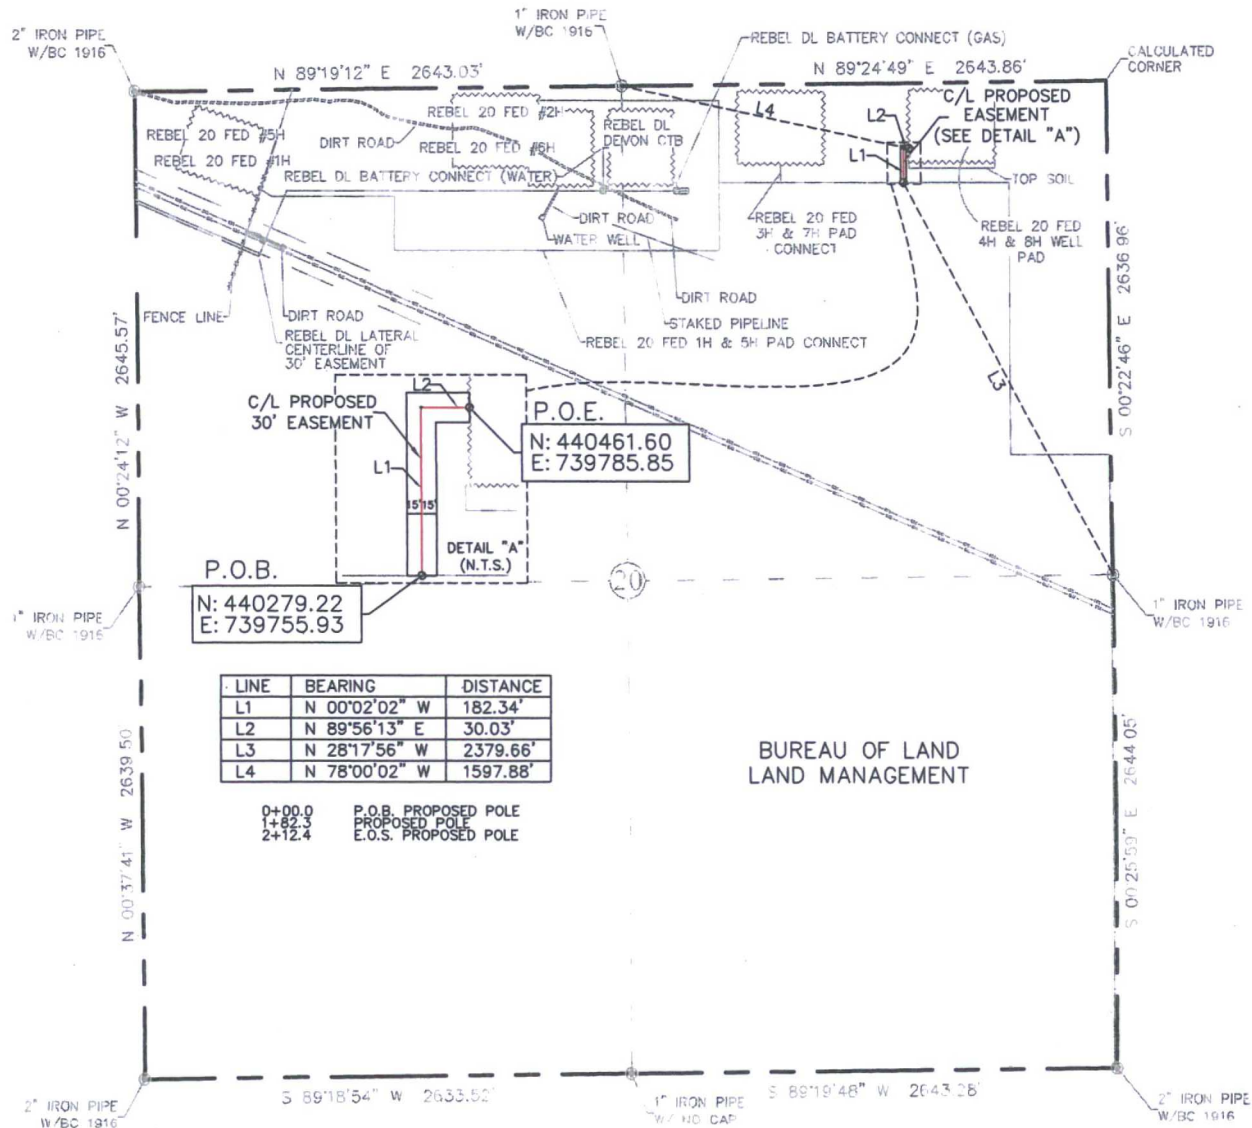 1" IRON PIPE
W/BC 1916
2" IRON PIPE
W/BC 1916
REBEL DL BATTERY CONNECT (GAS)
CALCULATED
CORNER
N 89°19'12" E 2643.03'
N 89°24'49" E 2643.86'
C/L PROPOSED
EASEMENT
(SEE DETAIL "A")
L4
L2
L1
REBEL 20 FED #2H
REBEL 20 FED #5H
DIRT ROAD
REBEL 20 FED #6H
REBEL DL
DEVON CTB
REBEL 20 FED #1H
REBEL DL BATTERY CONNECT (WATER)
TOP SOIL
DIRT ROAD
WATER WELL
REBEL 20 FED
3H & 7H PAD
CONNECT
REBEL 20 FED
4H & 8H WELL
PAD
S 00°22'46" E 2636.96'
DIRT ROAD
FENCE LINE
DIRT ROAD
STAKED PIPELINE
REBEL DL LATERAL
CENTERLINE OF
30' EASEMENT
REBEL 20 FED 1H & 5H PAD CONNECT
N 00°24'12" W 2645.57'
L3
L2
C/L PROPOSED
30' EASEMENT
P.O.E.
N: 440461.60
E: 739785.85
L1
15'15'
DETAIL "A"
(N.T.S.)
P.O.B.
N: 440279.22
E: 739755.93
20
1" IRON PIPE
W/BC 1916
1" IRON PIPE
W/BC 1916
LINE BEARING DISTANCE
L1 N 00°02'02" W 182.34'
L2 N 89°56'13" E 30.03'
L3 N 28°17'56" W 2379.66'
L4 N 78°00'02" W 1597.88'
0+00.0 P.O.B. PROPOSED POLE
1+82.3 PROPOSED POLE
2+12.4 E.O.S. PROPOSED POLE
BUREAU OF LAND
LAND MANAGEMENT
N 00°37'41" W 2639.50'
S 00°25'59" E 2644.05'
S 89°18'54" W 2633.52'
S 89°19'48" W 2643.28'
2" IRON PIPE
W/BC 1916
1" IRON PIPE
W/ NO CAP
2" IRON PIPE
W/BC 1916